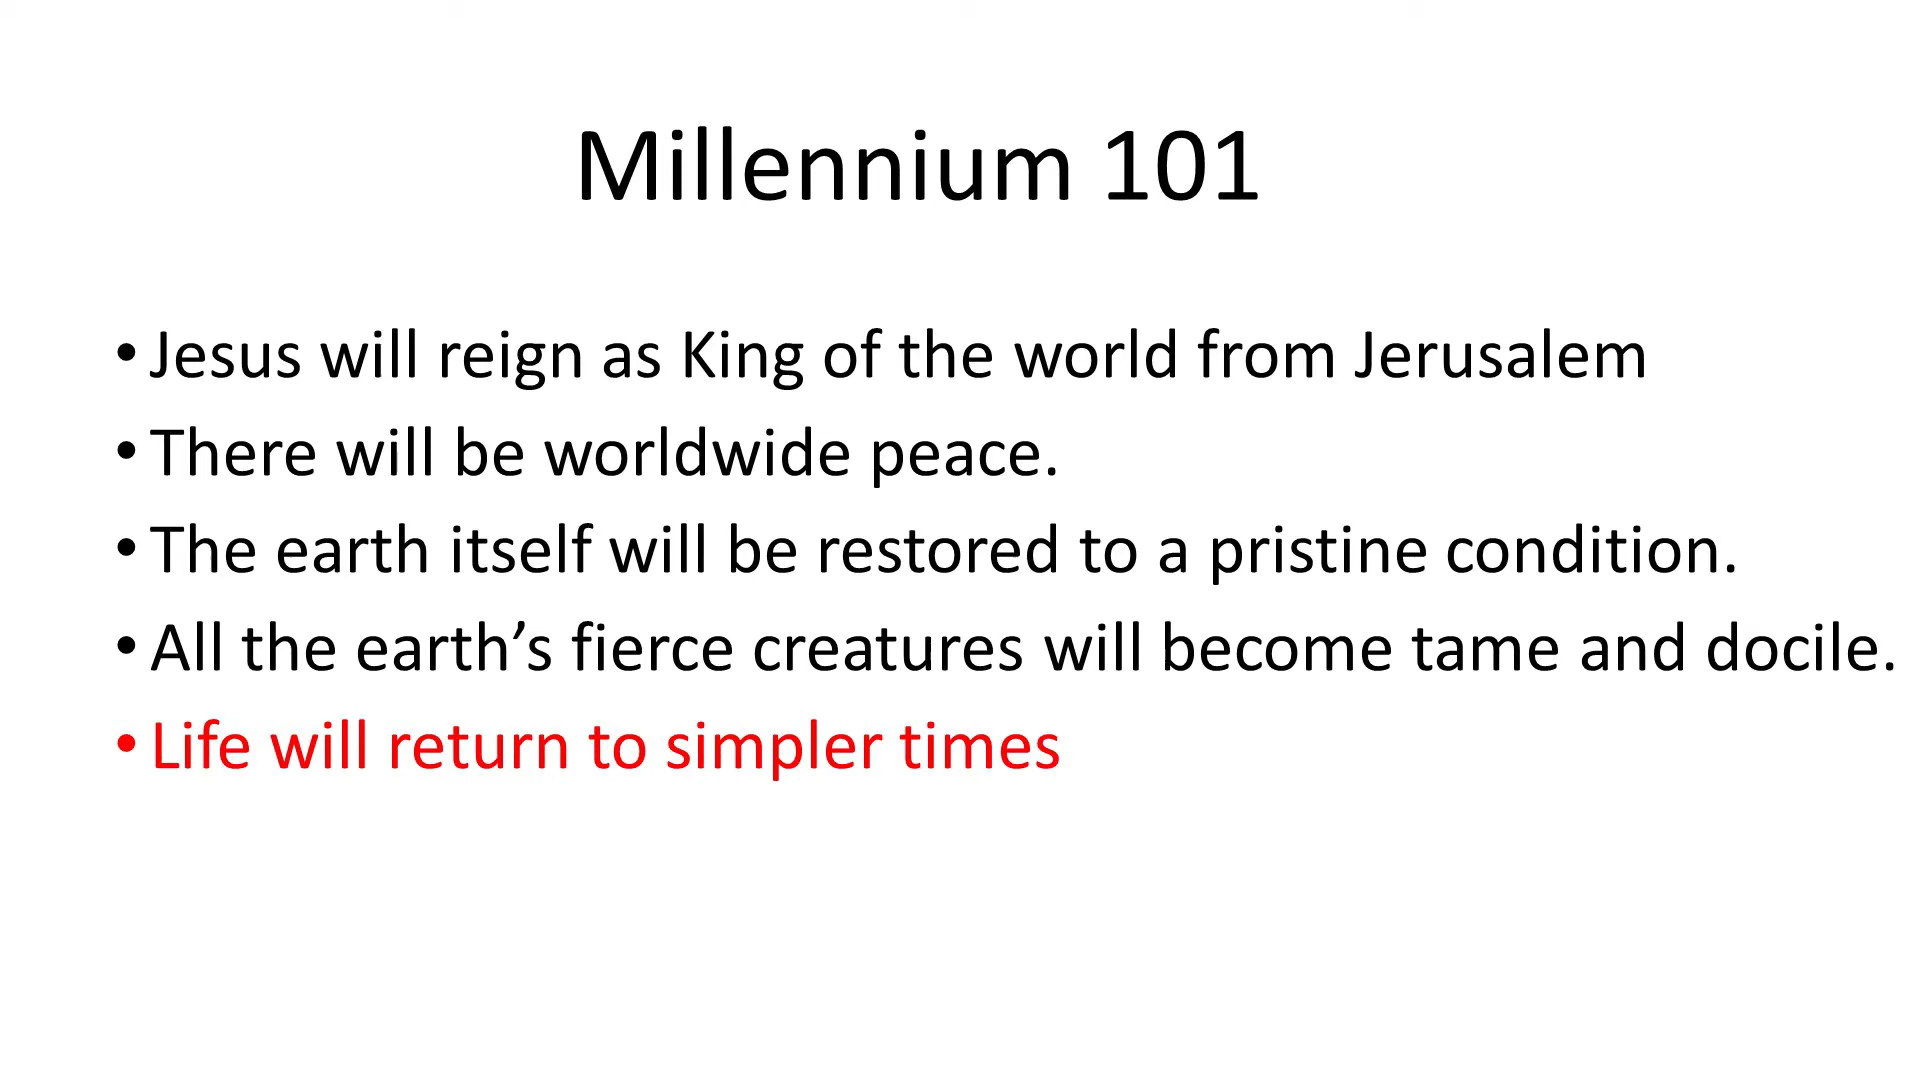 Millennium 101
• Jesus will reign as King of the world from Jerusalem
• There will be worldwide peace.
• The earth itself will be restored to a pristine condition.
• All the earth’s fierce creatures will become tame and docile.
• Life will return to simpler times